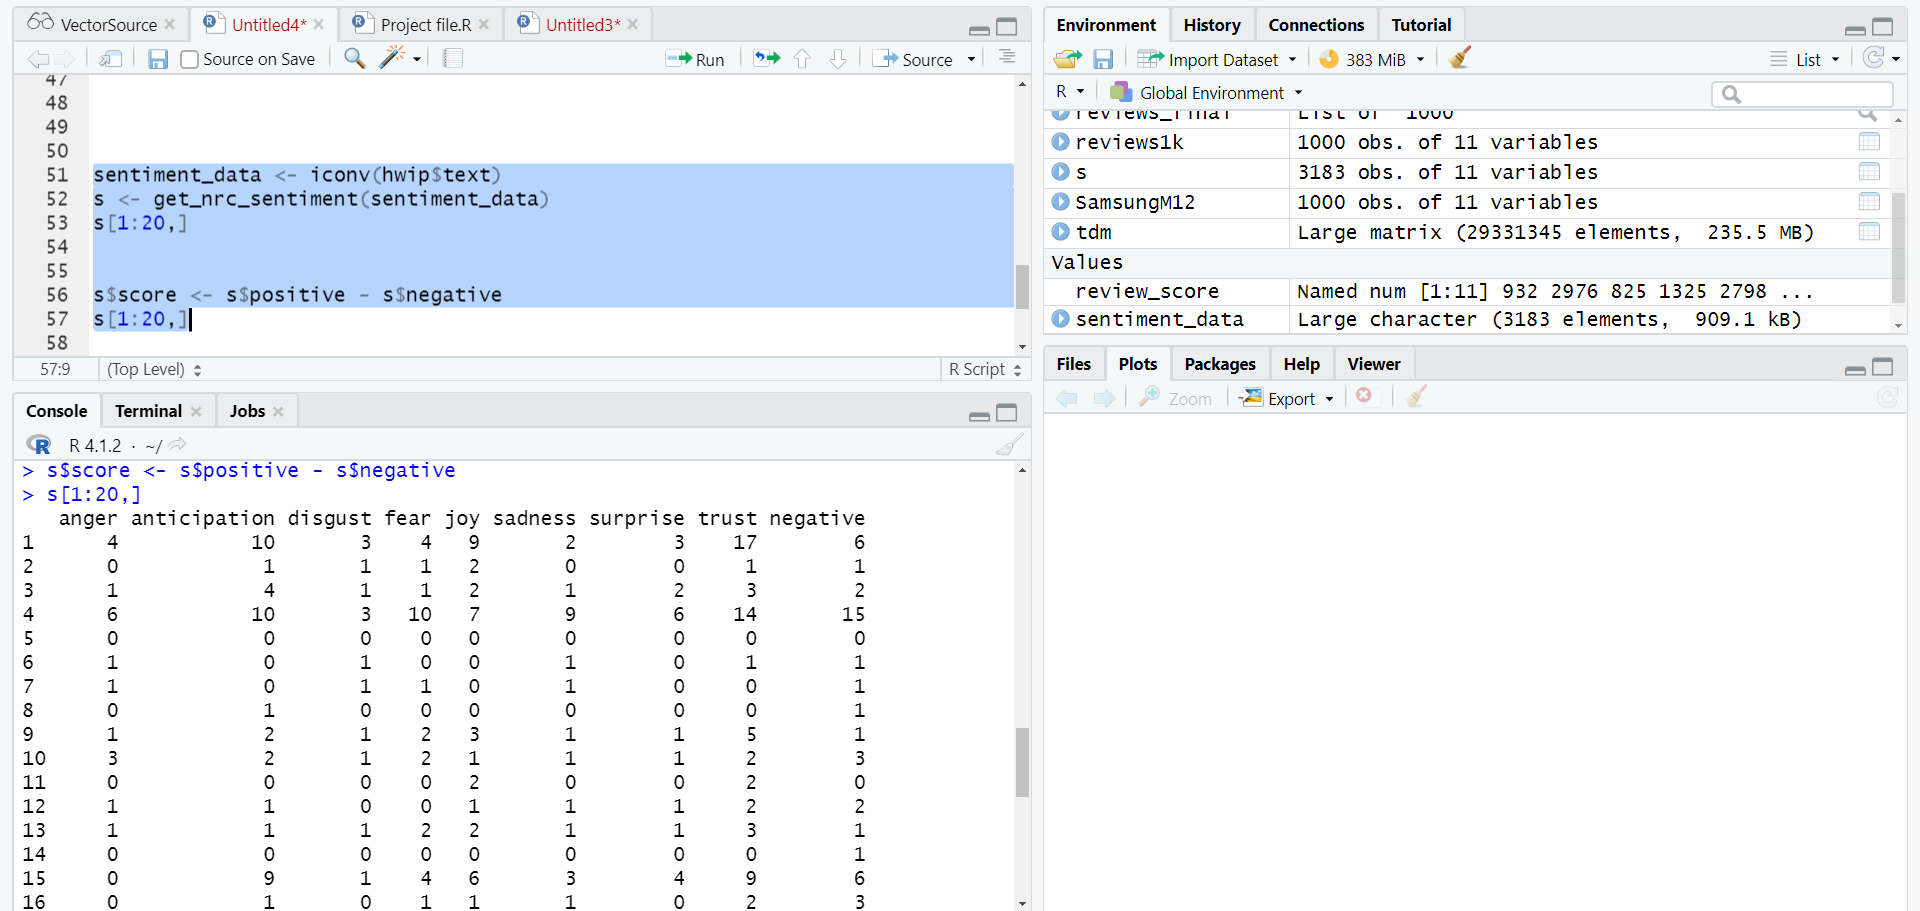 VectorSource
Untitled4*
Project file.R
Untitled3*
Source on Save
Run
Source
47
48
49
50
51 sentiment_data <- iconv(hwip$text)
52 s <- get_nrc_sentiment(sentiment_data)
53 s[1:20,]
54
55
56 s$score <- s$positive - s$negative
57 s[1:20,]
58
57:9 (Top Level) R Script
Console Terminal Jobs
R R 4.1.2 · ~/
> s$score <- s$positive - s$negative
> s[1:20,]
anger anticipation disgust fear joy sadness surprise trust negative
1 4 10 3 4 9 2 3 17 6
2 0 1 1 1 2 0 0 1 1
3 1 4 1 1 2 1 2 3 2
4 6 10 3 10 7 9 6 14 15
5 0 0 0 0 0 0 0 0 0
6 1 0 1 0 0 1 0 1 1
7 1 0 1 1 0 1 0 0 1
8 0 1 0 0 0 0 0 0 1
9 1 2 1 2 3 1 1 5 1
10 3 2 1 2 1 1 1 2 3
11 0 0 0 0 2 0 0 2 0
12 1 1 0 0 1 1 1 2 2
13 1 1 1 2 2 1 1 3 1
14 0 0 0 0 0 0 0 0 1
15 0 9 1 4 6 3 4 9 6
16 0 1 0 1 1 1 0 2 3
Environment History Connections Tutorial
Import Dataset 383 MiB List
R Global Environment
reviews_final List of 1000
reviews1k 1000 obs. of 11 variables
s 3183 obs. of 11 variables
SamsungM12 1000 obs. of 11 variables
tdm Large matrix (29331345 elements, 235.5 MB)
Values
review_score Named num [1:11] 932 2976 825 1325 2798 ...
sentiment_data Large character (3183 elements, 909.1 kB)
Files Plots Packages Help Viewer
Zoom Export